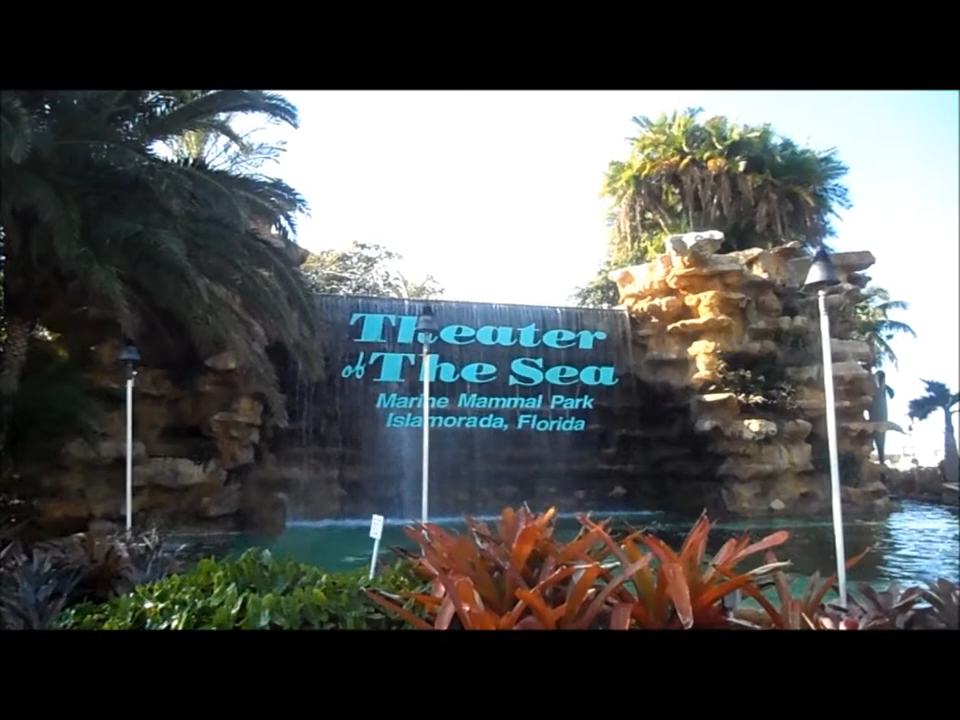 Theater
of The Sea
Marine Mammal Park
Islamorada, Florida